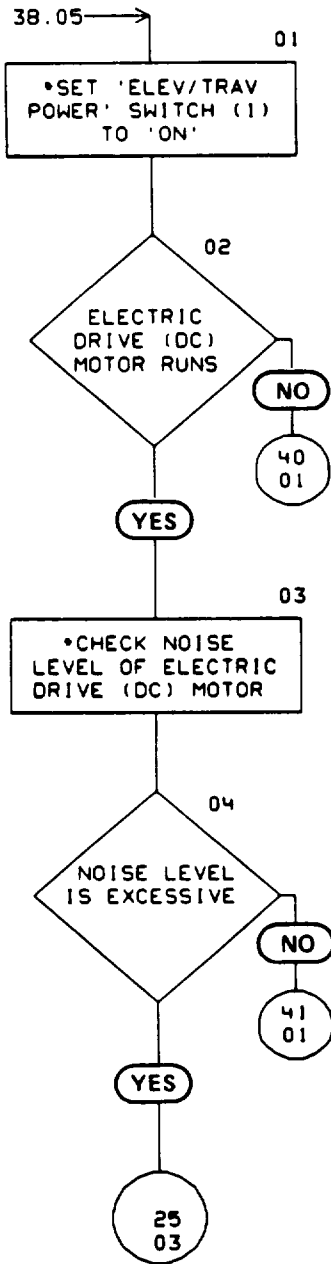 38.05
01
•SET 'ELEV/TRAV
POWER' SWITCH (1)
TO 'ON'
02
ELECTRIC
DRIVE (DC)
MOTOR RUNS
NO
40
01
YES
03
•CHECK NOISE
LEVEL OF ELECTRIC
DRIVE (DC) MOTOR
04
NOISE LEVEL
IS EXCESSIVE
NO
41
01
YES
25
03